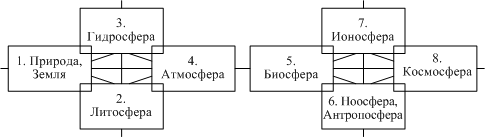 3.
Гидросфера
1. Природа,
Земля
4.
Атмосфера
2.
Литосфера
7.
Ионосфера
5.
Биосфера
8.
Космосфера
6. Ноосфера,
Антропосфера